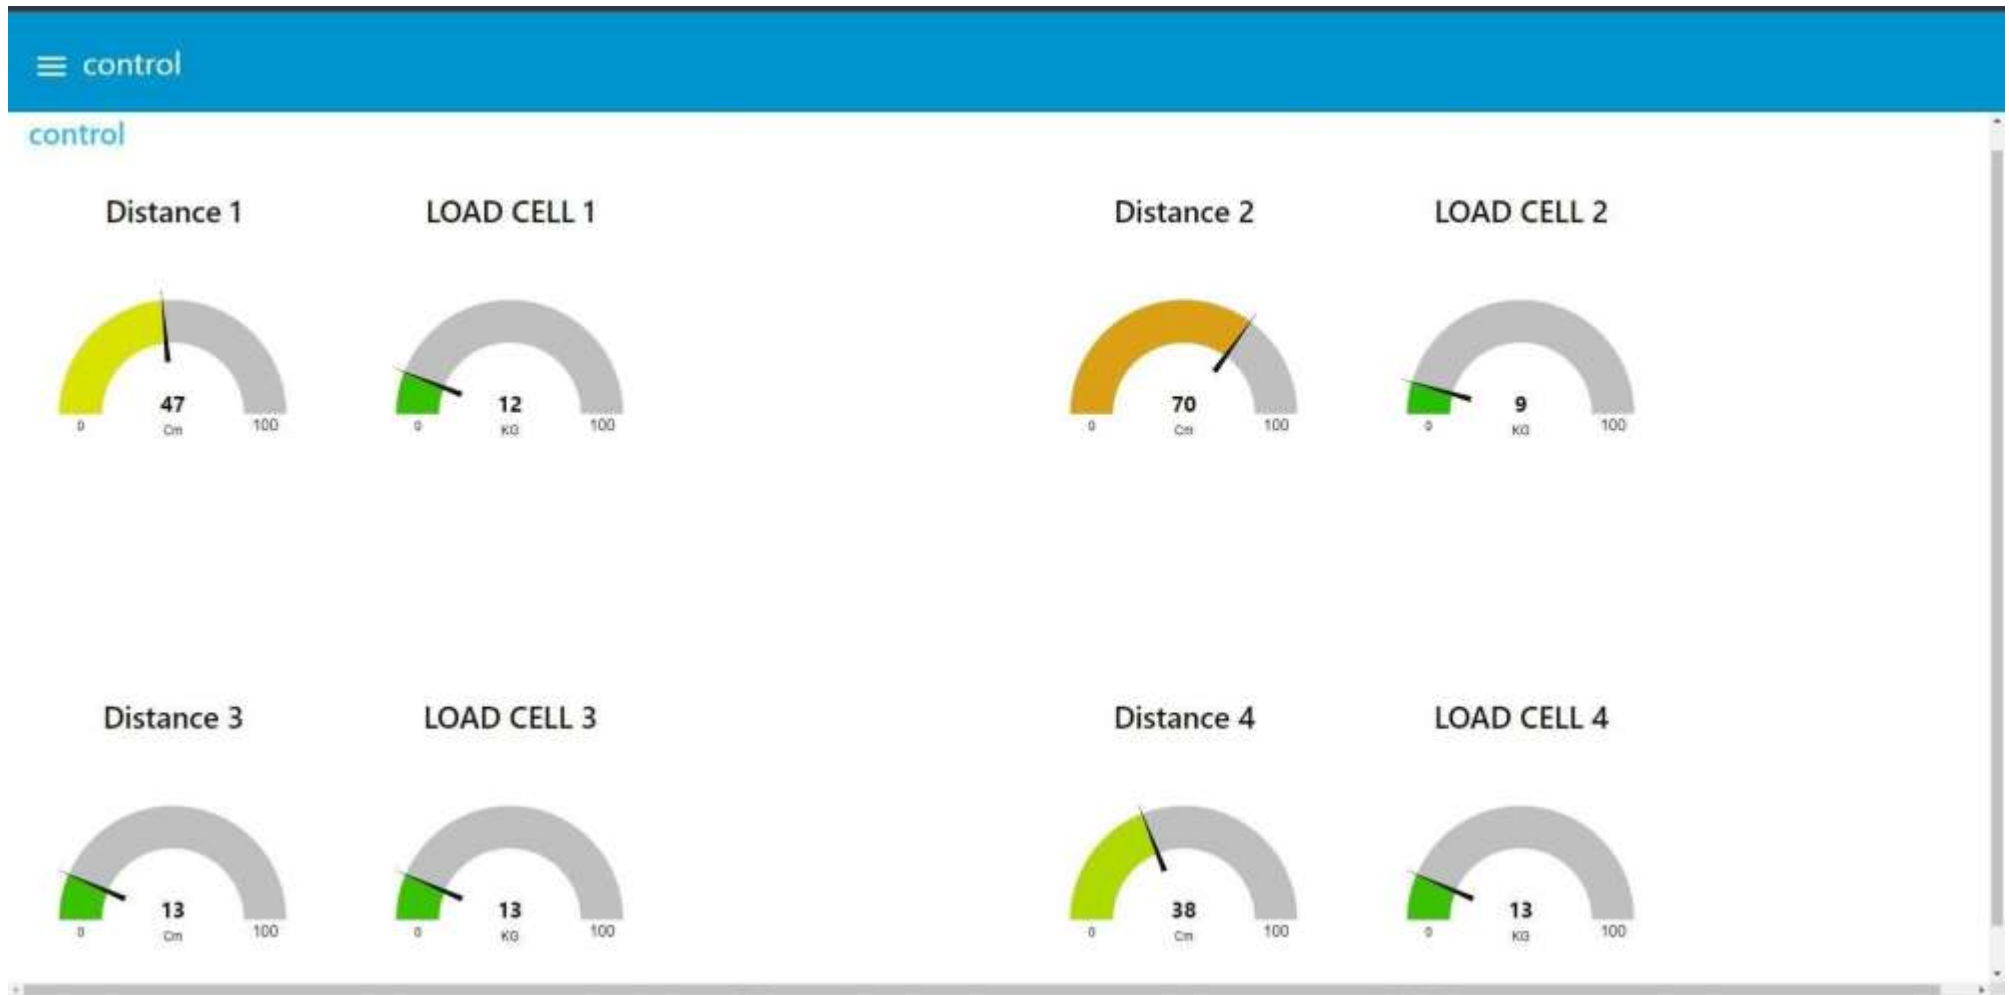 control
control
Distance 1
LOAD CELL 1
Distance 2
LOAD CELL 2
47
Cm
0
100
12
KG
0
100
70
Cm
0
100
9
KG
0
100
Distance 3
LOAD CELL 3
Distance 4
LOAD CELL 4
13
Cm
0
100
13
KG
0
100
38
Cm
0
100
13
KG
0
100